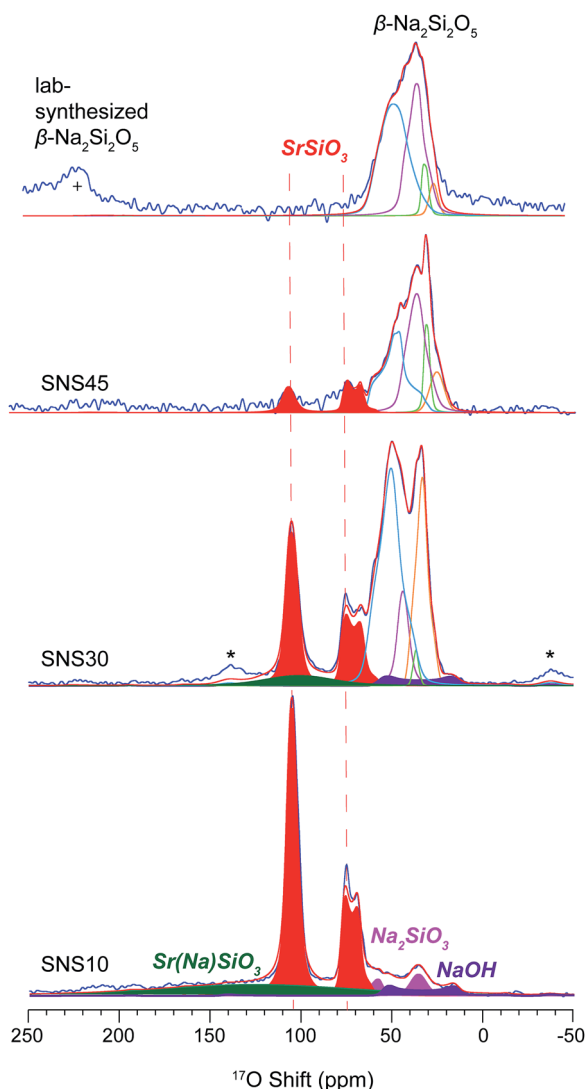 β-Na₂Si₂O₅
lab-
synthesized
β-Na₂Si₂O₅
SrSiO₃
+
SNS45
*
*
SNS30
Na₂SiO₃
Sr(Na)SiO₃
NaOH
SNS10
250 200 150 100 50 0 -50
¹⁷O Shift (ppm)